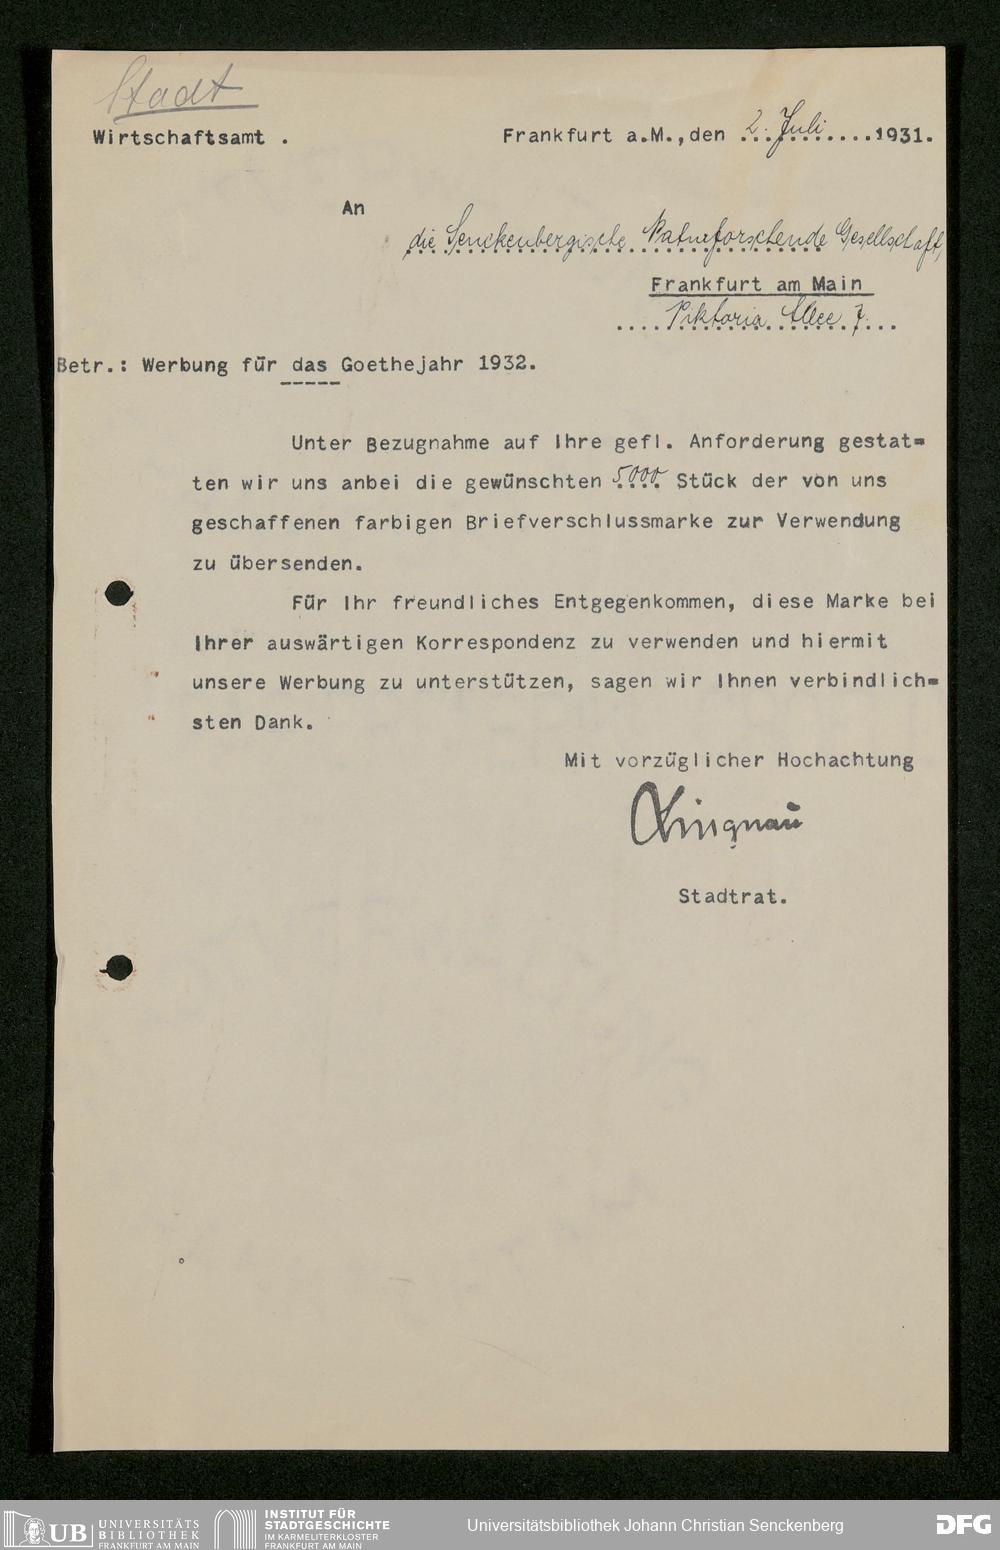 Stadt
Wirtschaftsamt .
Frankfurt a.M.,den 2. Juli 1931.
An
die Senckenbergische Naturforschende Gesellschaft,
Frankfurt am Main
Viktoria Allee 7.
Betr.: Werbung für das Goethejahr 1932.
Unter Bezugnahme auf Ihre gefl. Anforderung gestat=
ten wir uns anbei die gewünschten 5000 Stück der von uns
geschaffenen farbigen Briefverschlussmarke zur Verwendung
zu übersenden.
Für Ihr freundliches Entgegenkommen, diese Marke bei
Ihrer auswärtigen Korrespondenz zu verwenden und hiermit
unsere Werbung zu unterstützen, sagen wir Ihnen verbindlich=
sten Dank.
Mit vorzüglicher Hochachtung
Stadtrat.
UB UNIVERSITÄTS
BIBLIOTHEK
FRANKFURT AM MAIN
INSTITUT FÜR
STADTGESCHICHTE
IM KARMELITERKLOSTER
FRANKFURT AM MAIN
Universitätsbibliothek Johann Christian Senckenberg
DFG